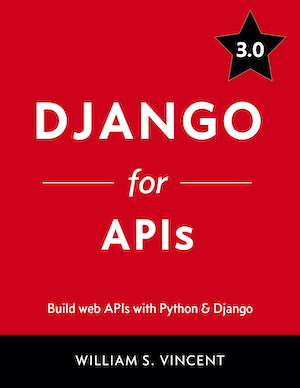 3.0
DJANGO
for
APIs
Build web APIs with Python & Django
WILLIAM S. VINCENT